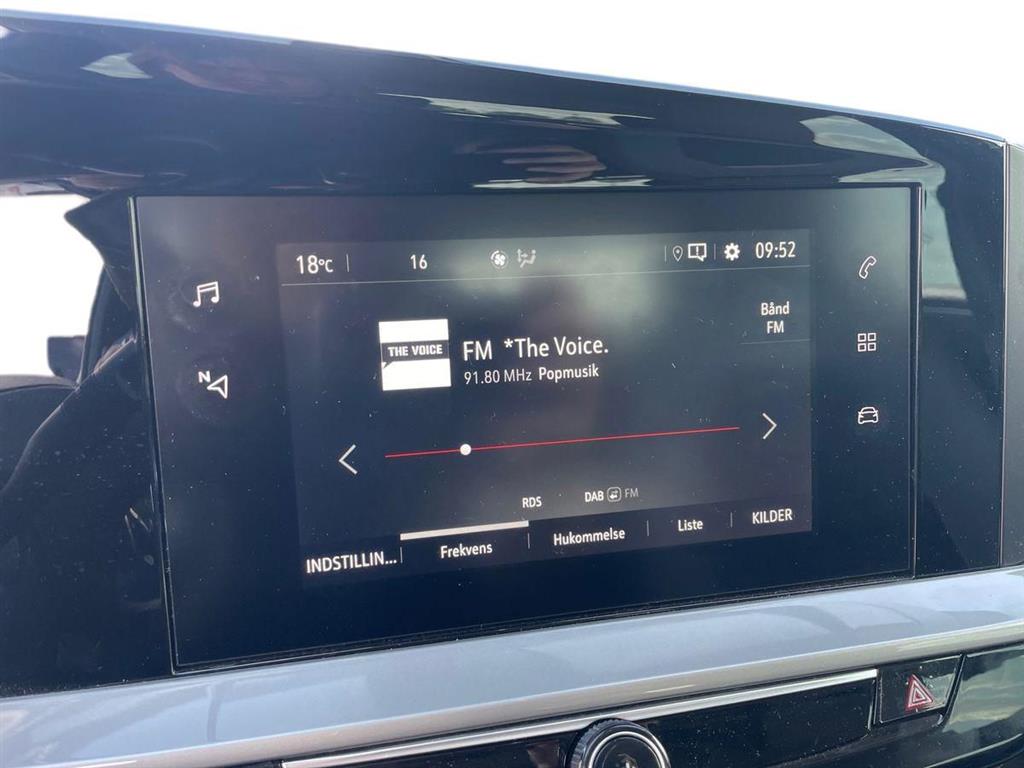 18°C 16 09:52
N
Bånd
FM
THE VOICE
FM *The Voice.
91.80 MHz Popmusik
RDS DAB FM
INDSTILLIN... Frekvens Hukommelse Liste KILDER